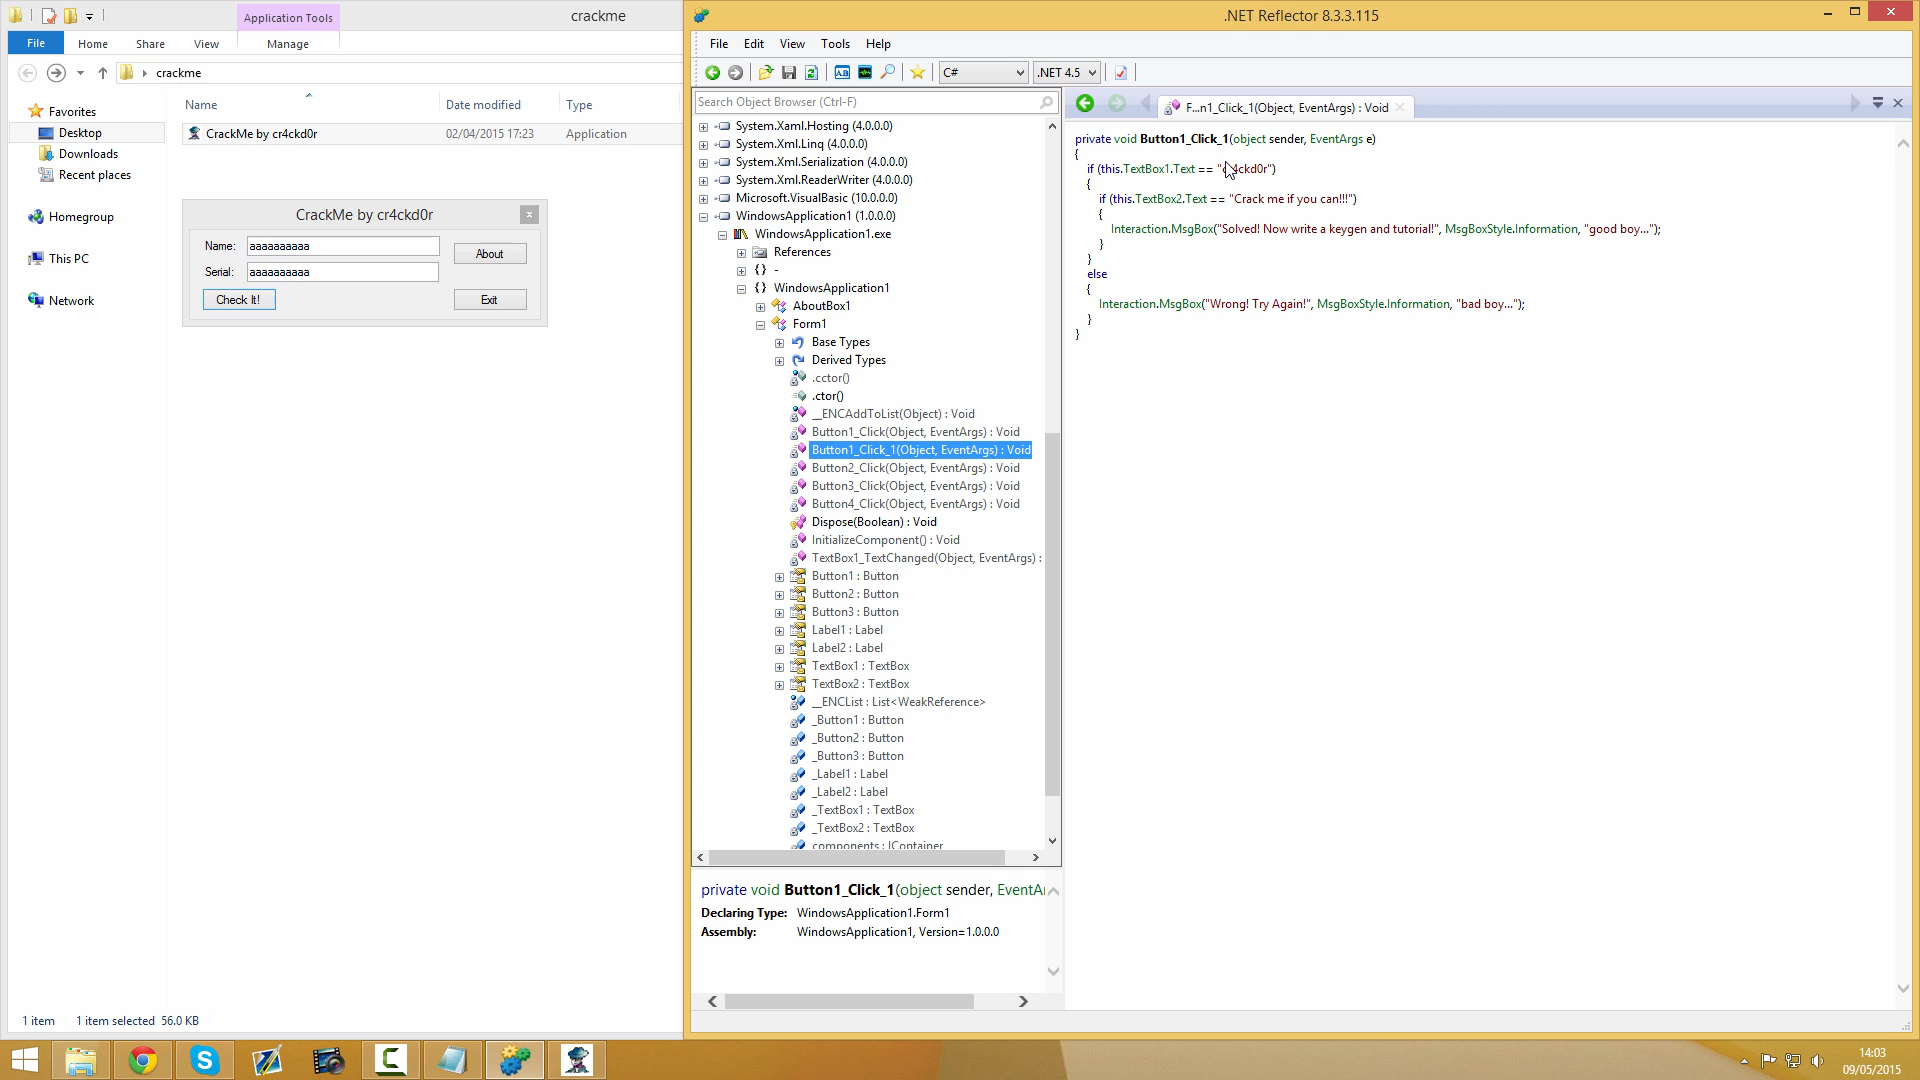 Application Tools
crackme
File
Home
Share
View
Manage
crackme
Favorites
Desktop
Downloads
Recent places
Homegroup
This PC
Network
Name
Date modified
Type
CrackMe by cr4ckd0r
02/04/2015 17:23
Application
CrackMe by cr4ckd0r
Name:
aaaaaaaaaa
About
Serial:
aaaaaaaaaa
Check It!
Exit
1 item
1 item selected 56.0 KB
.NET Reflector 8.3.3.115
File
Edit
View
Tools
Help
C#
.NET 4.5
Search Object Browser (Ctrl-F)
System.Xaml.Hosting (4.0.0.0)
System.Xml.Linq (4.0.0.0)
System.Xml.Serialization (4.0.0.0)
System.Xml.ReaderWriter (4.0.0.0)
Microsoft.VisualBasic (10.0.0.0)
WindowsApplication1 (1.0.0.0)
WindowsApplication1.exe
References
{} -
{} WindowsApplication1
AboutBox1
Form1
Base Types
Derived Types
.cctor()
.ctor()
__ENCAddToList(Object) : Void
Button1_Click(Object, EventArgs) : Void
Button1_Click_1(Object, EventArgs) : Void
Button2_Click(Object, EventArgs) : Void
Button3_Click(Object, EventArgs) : Void
Button4_Click(Object, EventArgs) : Void
Dispose(Boolean) : Void
InitializeComponent() : Void
TextBox1_TextChanged(Object, EventArgs) :
Button1 : Button
Button2 : Button
Button3 : Button
Label1 : Label
Label2 : Label
TextBox1 : TextBox
TextBox2 : TextBox
__ENCList : List<WeakReference>
_Button1 : Button
_Button2 : Button
_Button3 : Button
_Label1 : Label
_Label2 : Label
_TextBox1 : TextBox
_TextBox2 : TextBox
components : IContainer
private void Button1_Click_1(object sender, EventAr
Declaring Type: WindowsApplication1.Form1
Assembly: WindowsApplication1, Version=1.0.0.0
F...n1_Click_1(Object, EventArgs) : Void
private void Button1_Click_1(object sender, EventArgs e)
{
if (this.TextBox1.Text == "cr4ckd0r")
{
if (this.TextBox2.Text == "Crack me if you can!!!")
{
Interaction.MsgBox("Solved! Now write a keygen and tutorial!", MsgBoxStyle.Information, "good boy...");
}
}
else
{
Interaction.MsgBox("Wrong! Try Again!", MsgBoxStyle.Information, "bad boy...");
}
}
14:03
09/05/2015